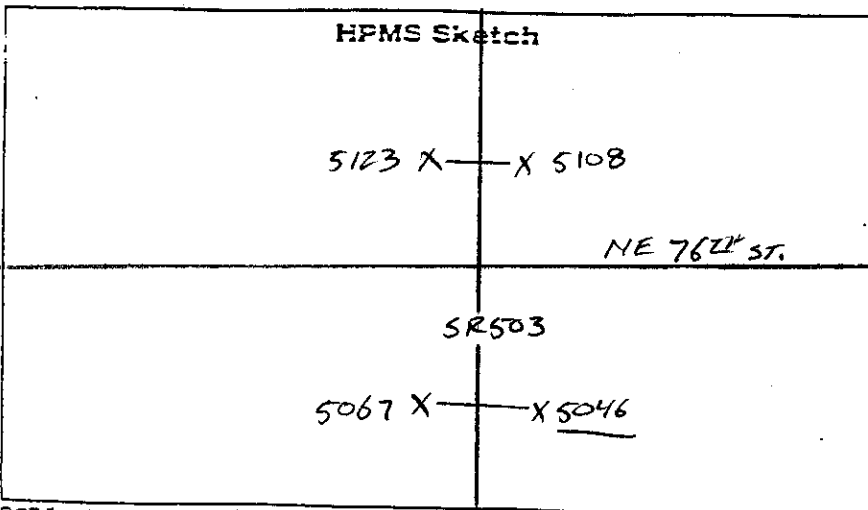 HPMS Sketch
5123 X X 5108
NE 76TH ST.
SR503
5067 X X 5046